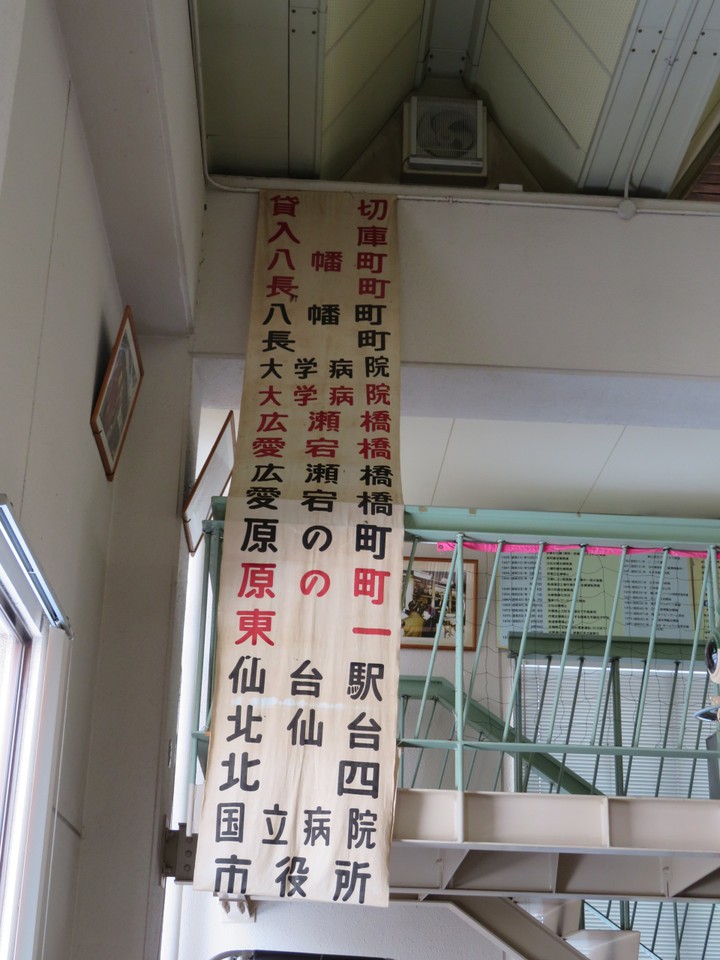 貸切
入庫
八幡町
長町
八幡町
長町
大学病院
大学病院
広瀬橋
愛宕橋
広瀬橋
愛宕橋
原の町
原の町
東一
仙台駅
北仙台
北四
国立病院
市役所